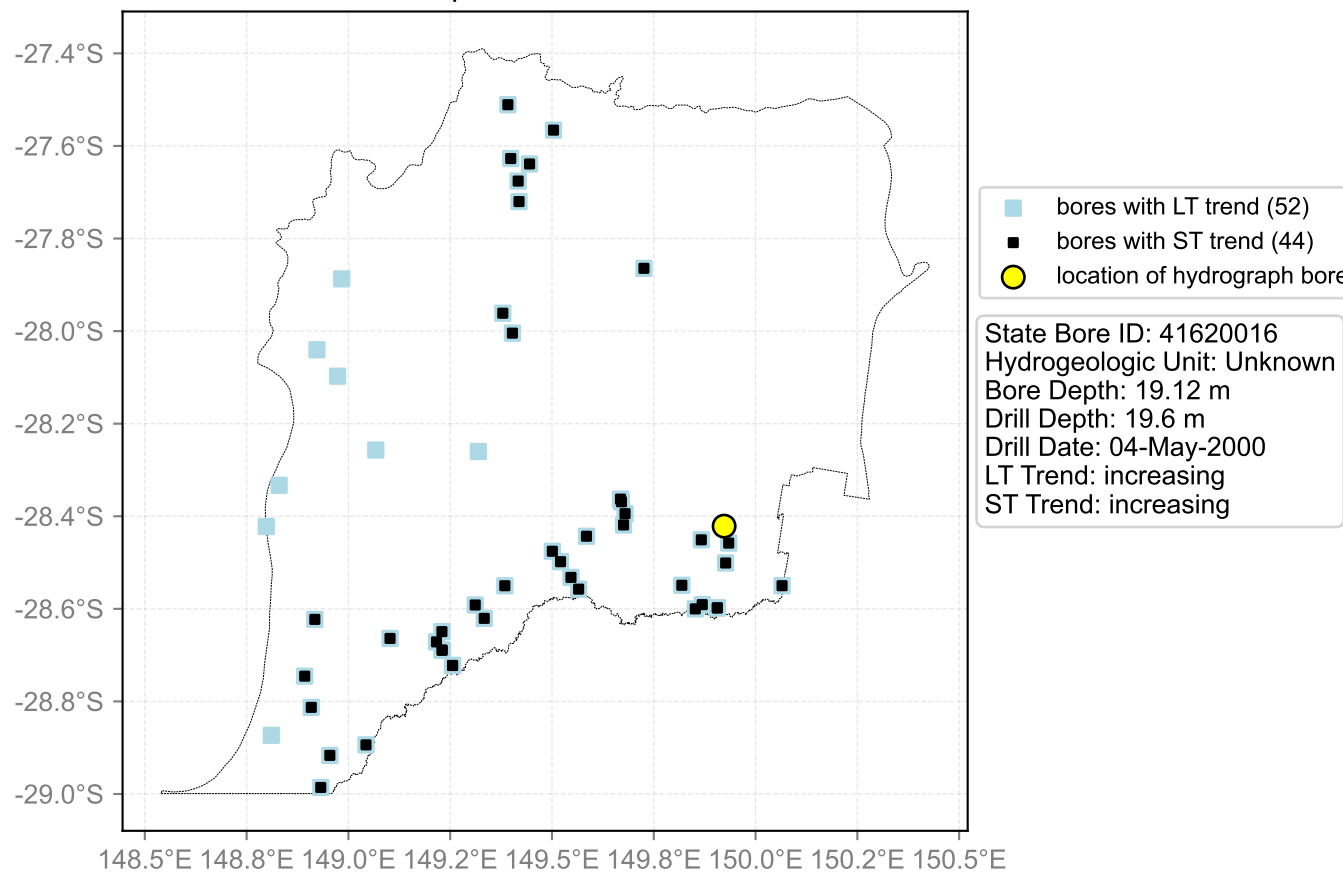 -27.4°S
-27.6°S
-27.8°S
-28.0°S
-28.2°S
-28.4°S
-28.6°S
-28.8°S
-29.0°S
148.5°E 148.8°E 149.0°E 149.2°E 149.5°E 149.8°E 150.0°E 150.2°E 150.5°E
bores with LT trend (52)
bores with ST trend (44)
location of hydrograph bore
State Bore ID: 41620016
Hydrogeologic Unit: Unknown
Bore Depth: 19.12 m
Drill Depth: 19.6 m
Drill Date: 04-May-2000
LT Trend: increasing
ST Trend: increasing